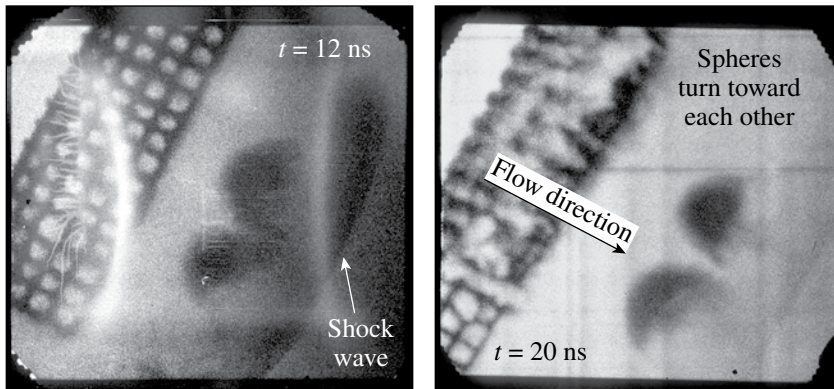 t = 12 ns
Shock
wave
Spheres
turn toward
each other
Flow direction
t = 20 ns